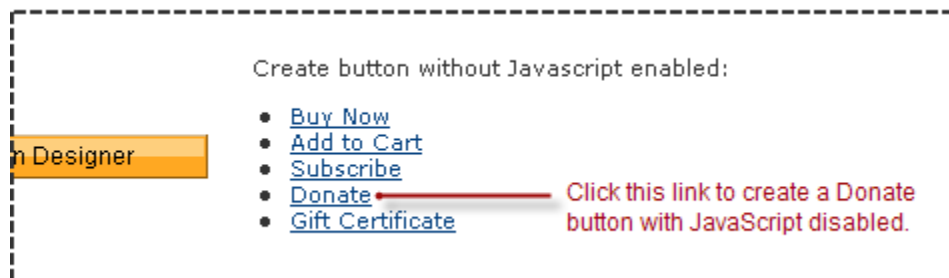 Create button without Javascript enabled:
Buy Now
Add to Cart
n Designer
Subscribe
Donate
Click this link to create a Donate
button with JavaScript disabled.
Gift Certificate